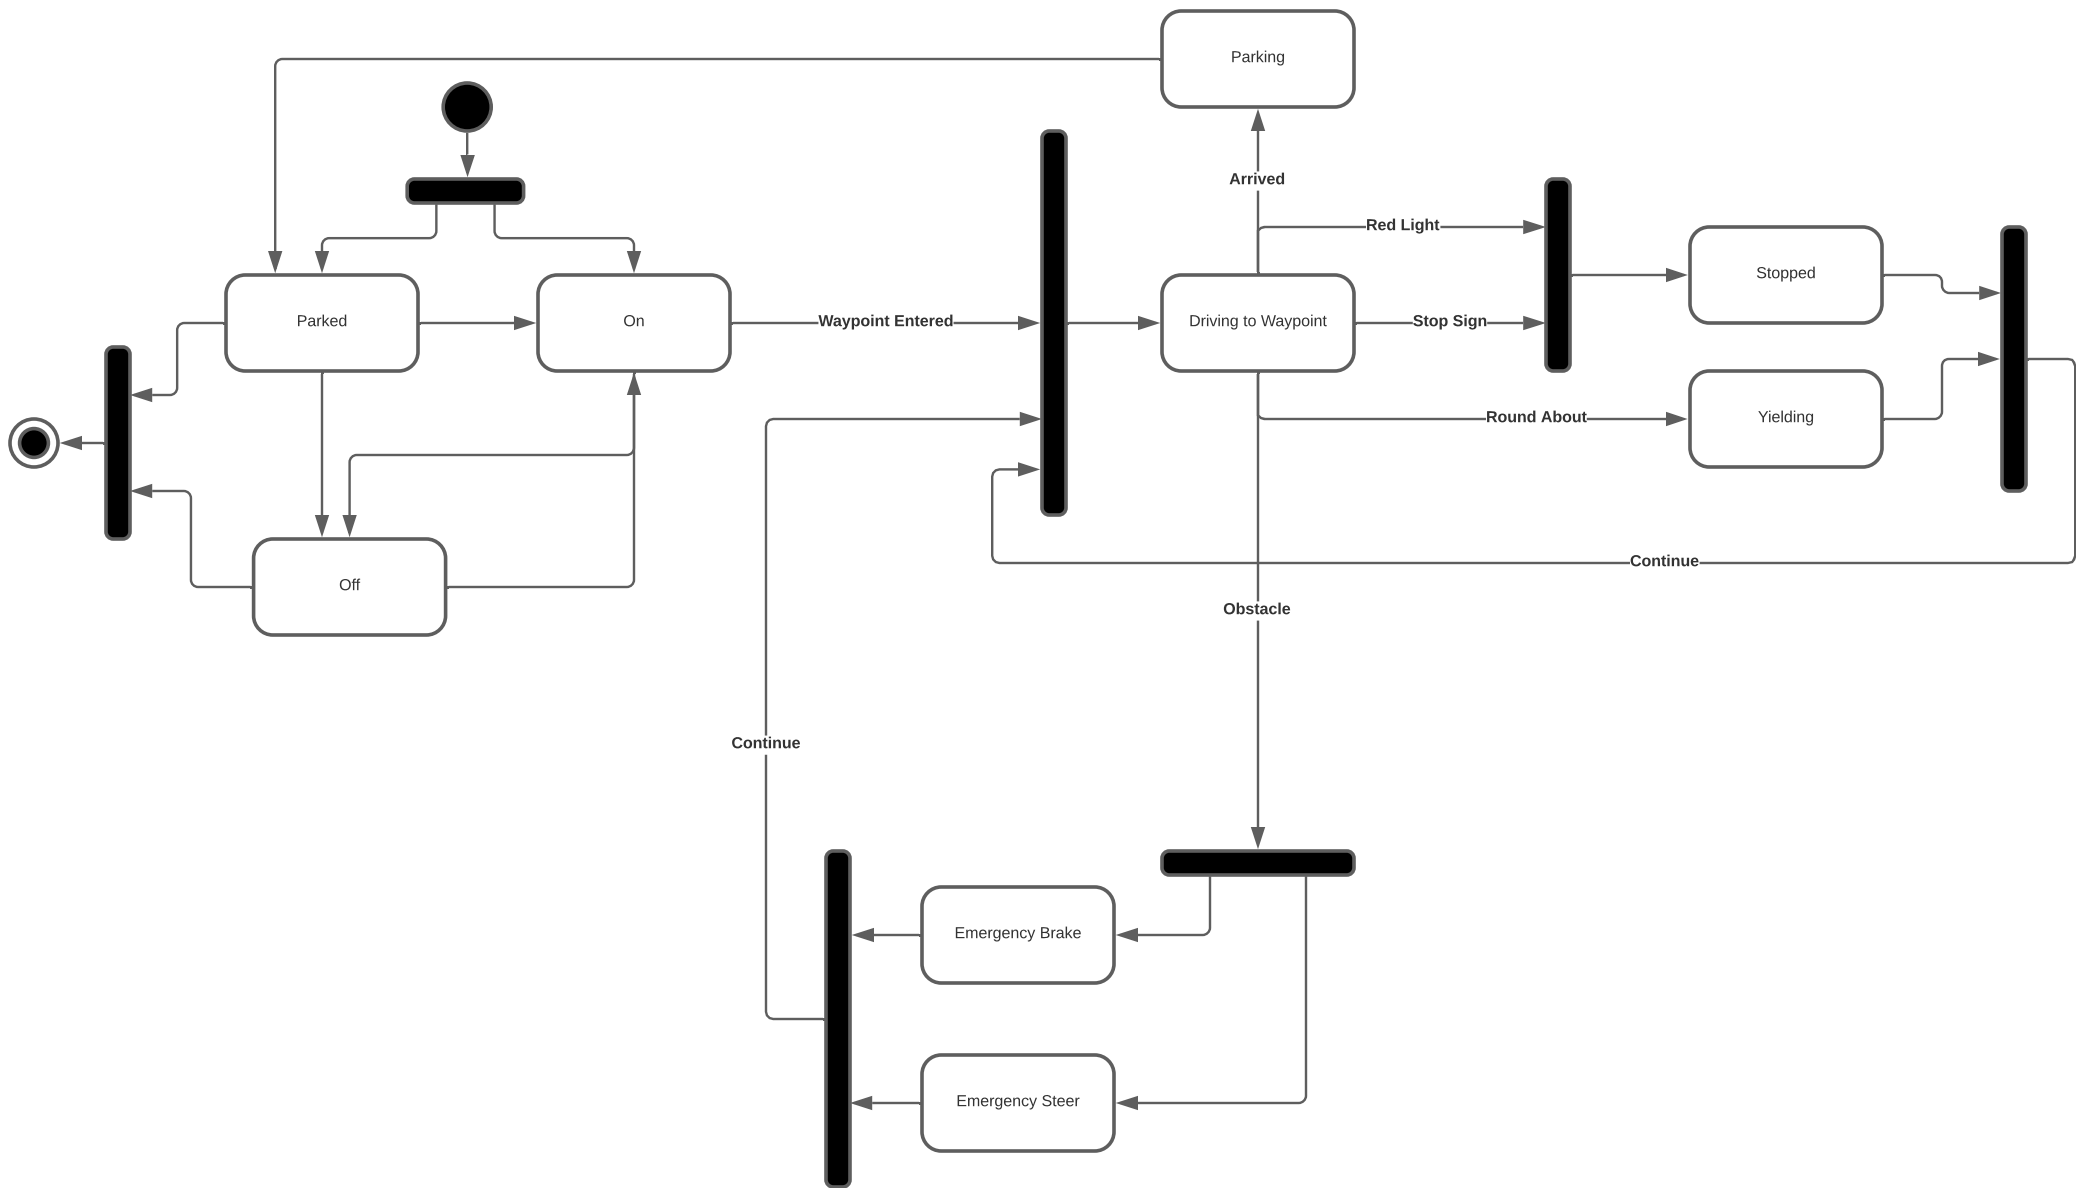 Parking
Arrived
Red Light
Stopped
Parked
On
Waypoint Entered
Driving to Waypoint
Stop Sign
Round About
Yielding
Continue
Off
Obstacle
Continue
Emergency Brake
Emergency Steer